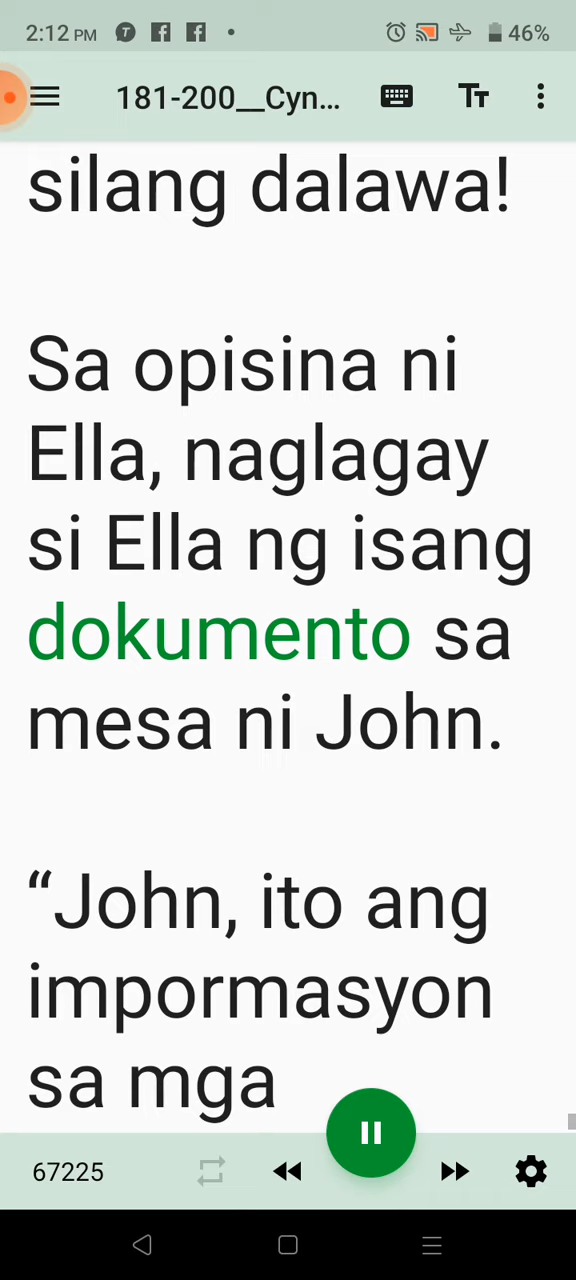 2:12 PM
46%
181-200__Cyn...
silang dalawa!
Sa opisina ni
Ella, naglagay
si Ella ng isang
dokumento sa
mesa ni John.
“John, ito ang
impormasyon
sa mga
67225